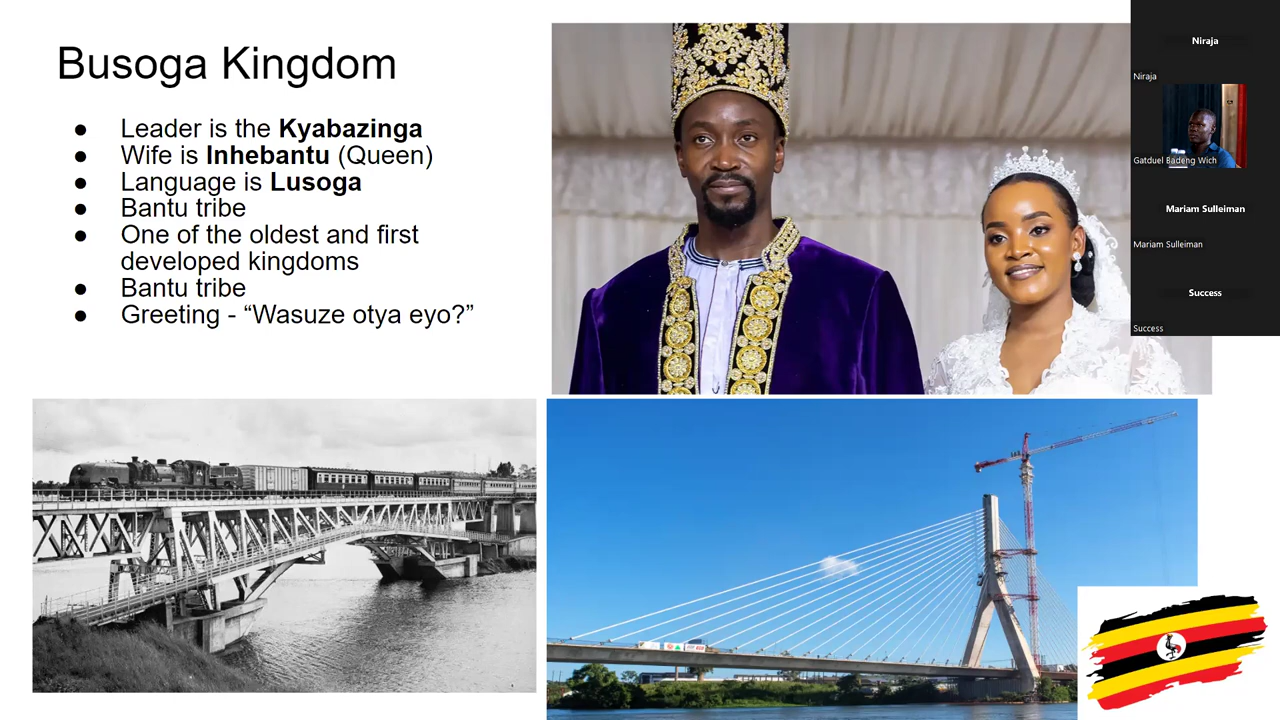 Busoga Kingdom
● Leader is the Kyabazinga
● Wife is Inhebantu (Queen)
● Language is Lusoga
● Bantu tribe
● One of the oldest and first
developed kingdoms
● Bantu tribe
● Greeting - “Wasuze otya eyo?”
Niraja
Niraja
Gatduel Badeng Wich
Mariam Sulleiman
Mariam Sulleiman
Success
Success